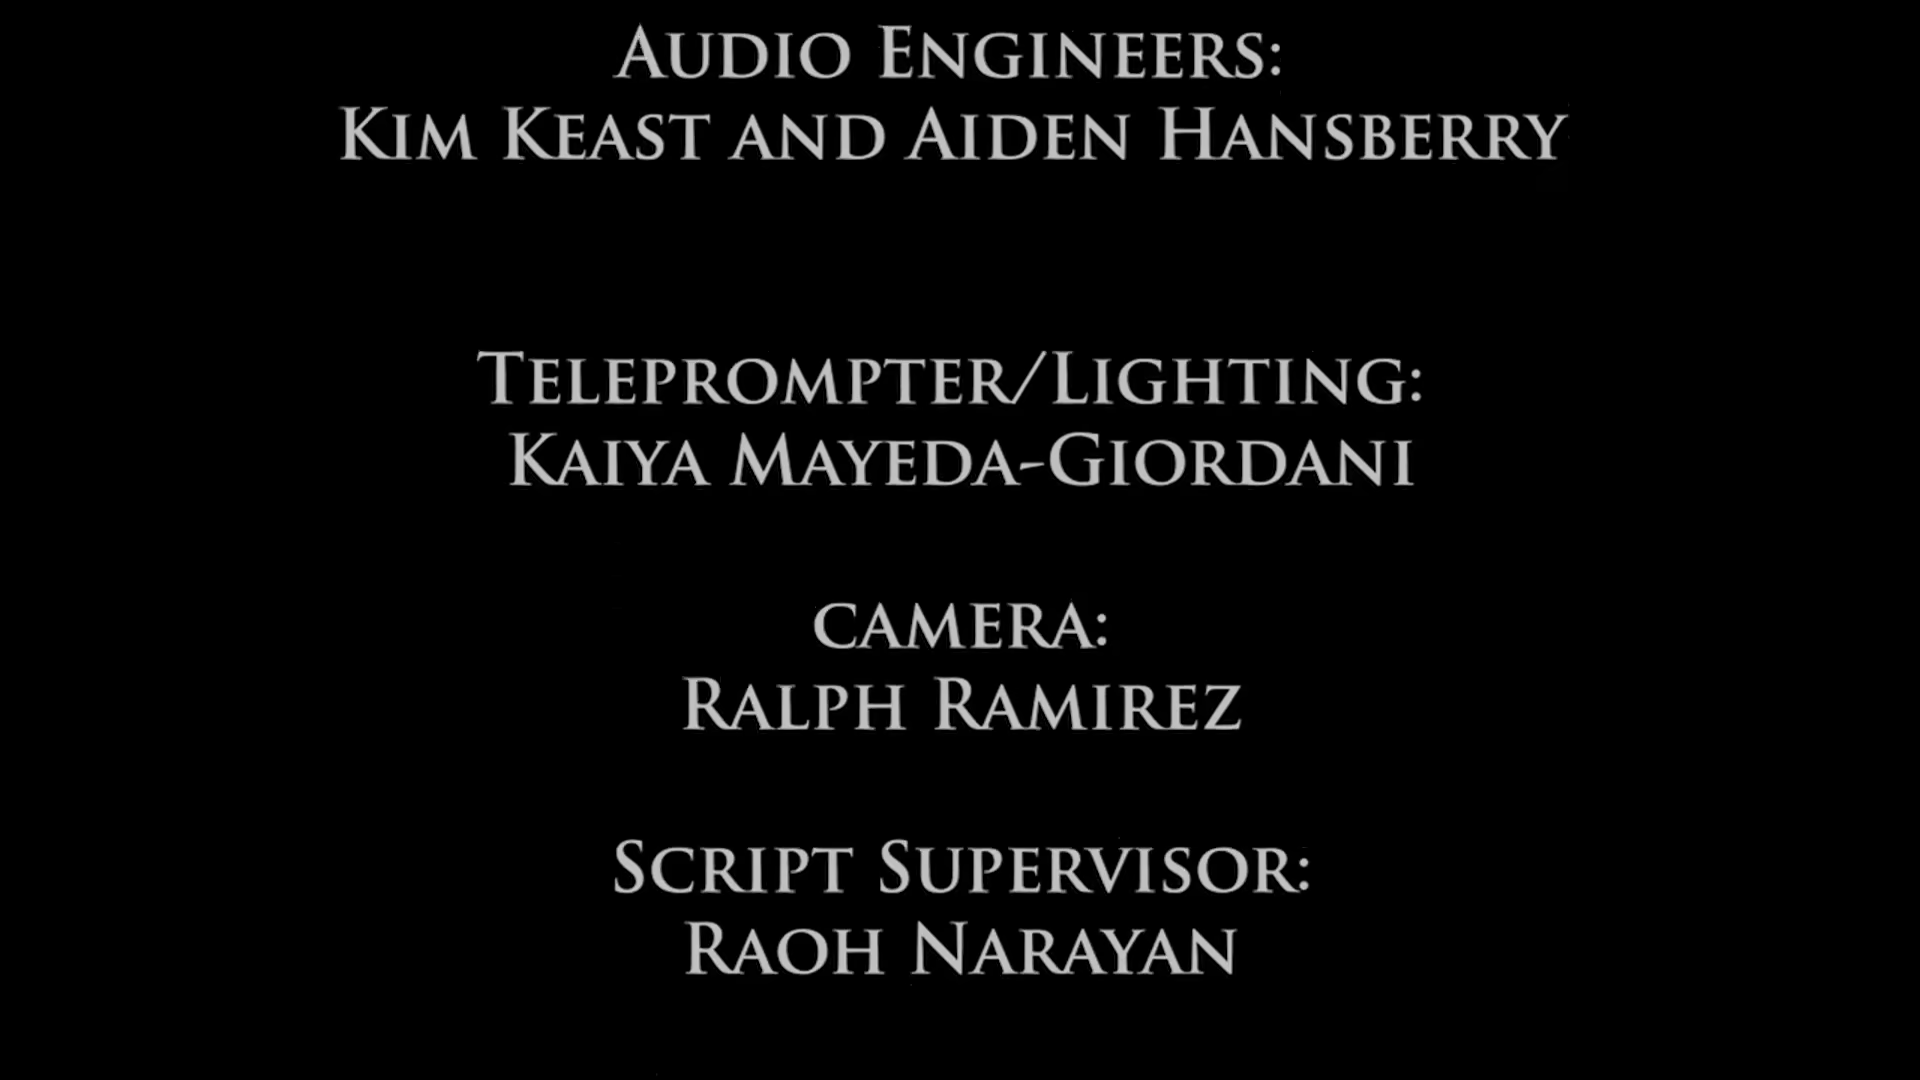 Audio Engineers:
Kim Keast and Aiden Hansberry
Teleprompter/Lighting:
Kaiya Mayeda-Giordani
camera:
Ralph Ramirez
Script Supervisor:
Raoh Narayan